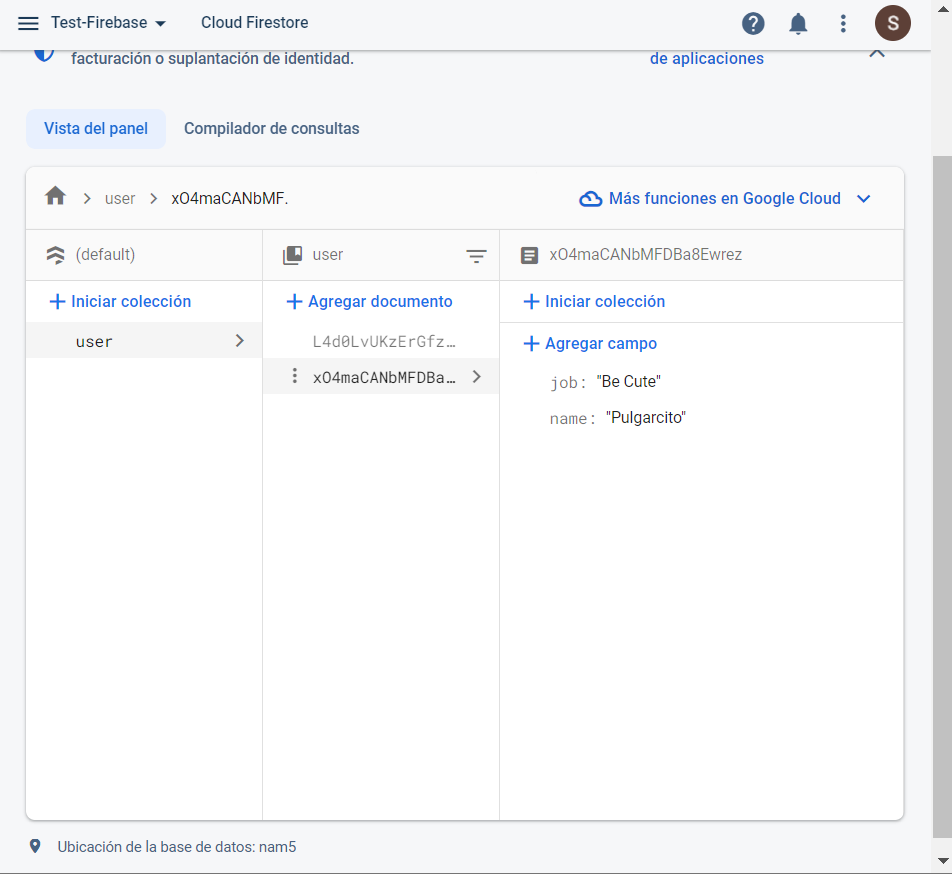 Test-Firebase Cloud Firestore S
facturación o suplantación de identidad. de aplicaciones
Vista del panel Compilador de consultas
user xO4maCANbMF. Más funciones en Google Cloud
(default) user xO4maCANbMFDBa8Ewrez
Iniciar colección Agregar documento Iniciar colección
user L4d0LvUKzErGfz… Agregar campo
xO4maCANbMFDBa… job: "Be Cute"
name: "Pulgarcito"
Ubicación de la base de datos: nam5